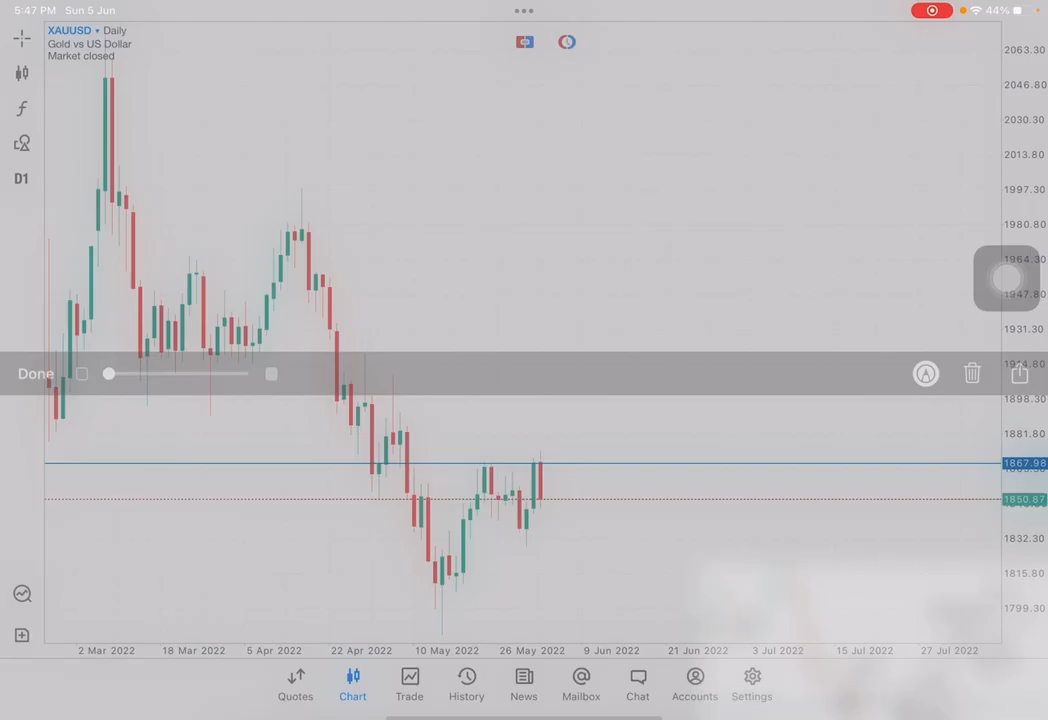 5:47 PM Sun 5 Jun
44%
XAUUSD Daily
Gold vs US Dollar
Market closed
f
D1
2063.30
2046.80
2030.30
2013.80
1997.30
1980.80
1964.30
1947.80
1931.30
Done
1898.30
1881.80
1867.98
1850.87
1832.30
1815.80
1799.30
2 Mar 2022 18 Mar 2022 5 Apr 2022 22 Apr 2022 10 May 2022 26 May 2022 9 Jun 2022 21 Jun 2022 3 Jul 2022 15 Jul 2022 27 Jul 2022
Quotes Chart Trade History News Mailbox Chat Accounts Settings